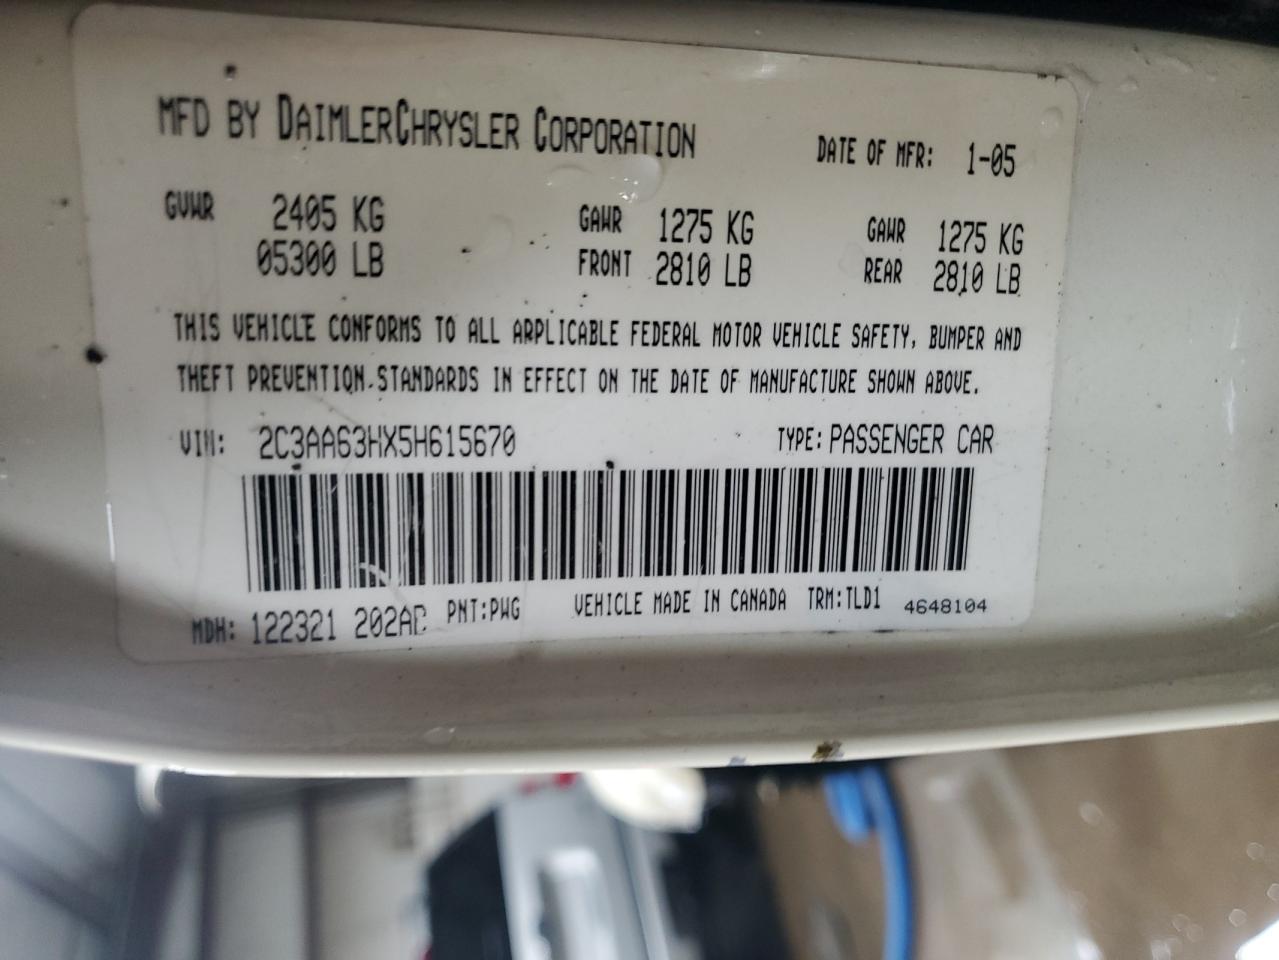 MFD BY DAIMLERCHRYSLER CORPORATION DATE OF MFR: 1-05
GVWR 2405 KG GAWR 1275 KG GAWR 1275 KG
05300 LB FRONT 2810 LB REAR 2810 LB
THIS VEHICLE CONFORMS TO ALL APPLICABLE FEDERAL MOTOR VEHICLE SAFETY, BUMPER AND
THEFT PREVENTION STANDARDS IN EFFECT ON THE DATE OF MANUFACTURE SHOWN ABOVE.
VIN: 2C3AA63HX5H615670 TYPE: PASSENGER CAR
MDH: 122321 PNT:PWG VEHICLE MADE IN CANADA TRM:TLD1 4648104